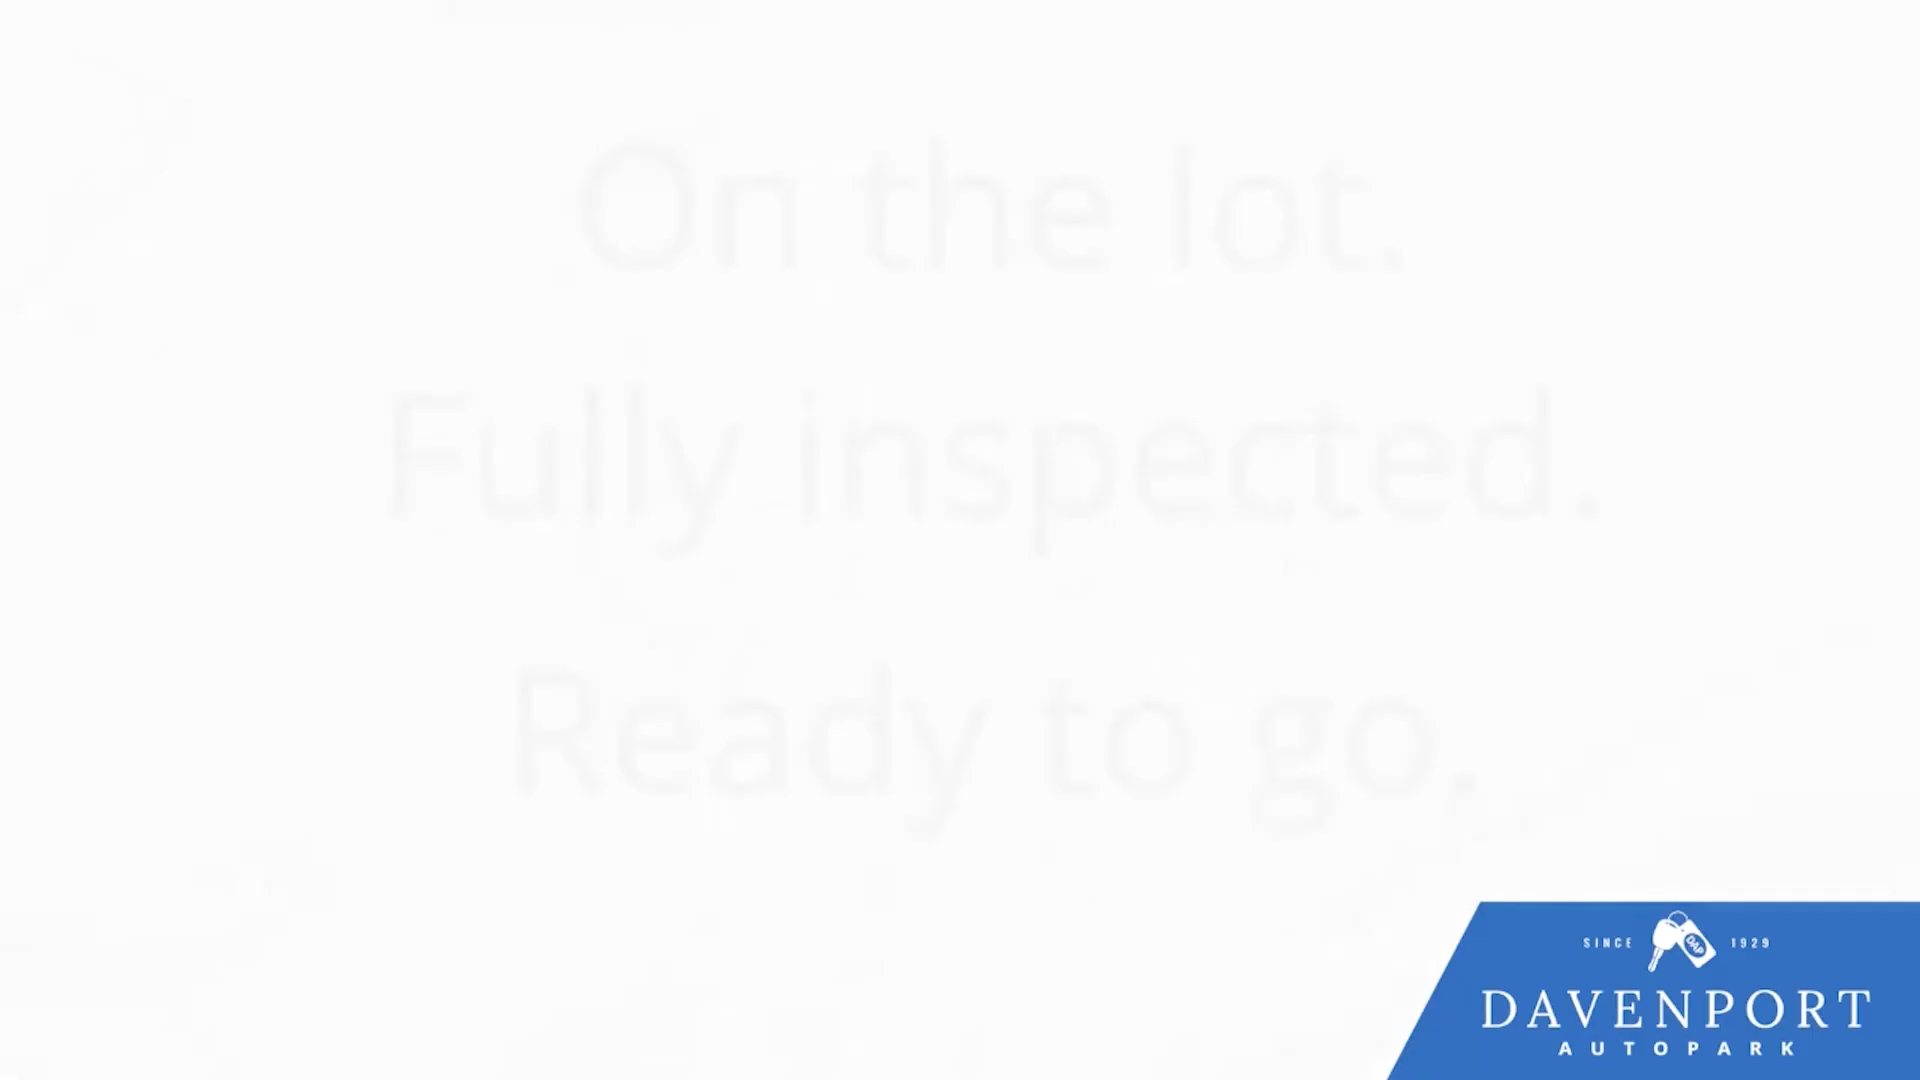 On the lot.
Fully inspected.
Ready to go.
SINCE 1929
DAP
DAVENPORT
AUTOPARK